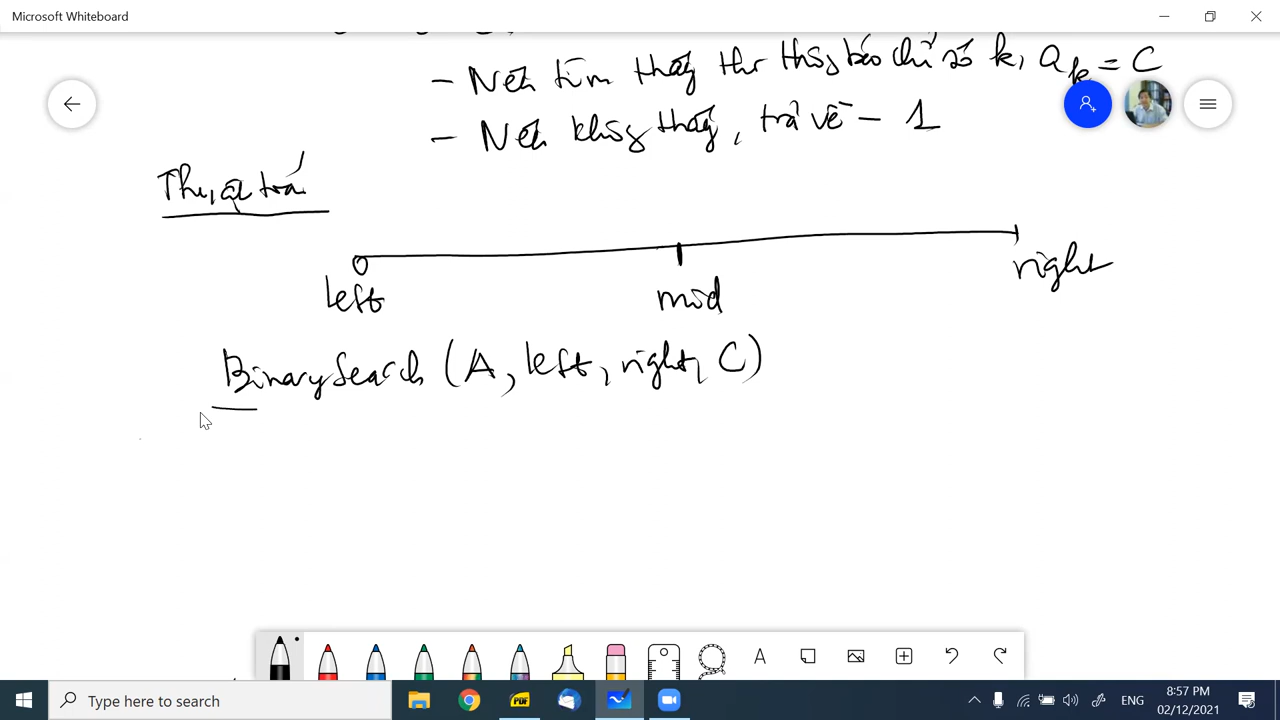 Microsoft Whiteboard
- Nếu tìm thấy thì thông báo chỉ số k, a_k = C
- Nếu không thấy, trả về - 1
Thuật toán
left mid right
BinarySearch (A, left, right, C)
A
Type here to search
PDF
ENG
8:57 PM
02/12/2021